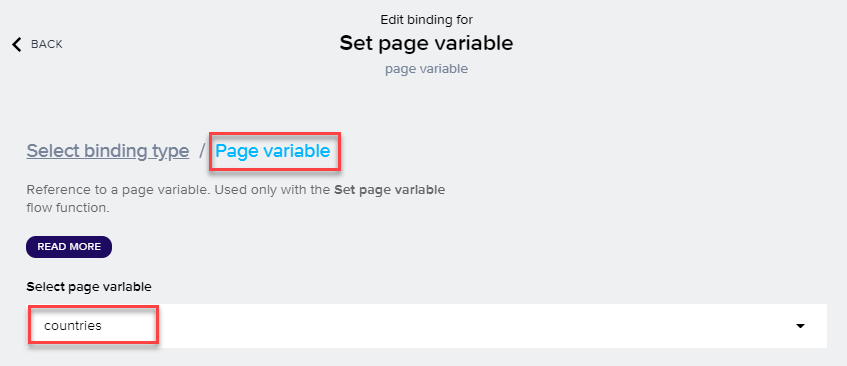 Edit binding for
BACK
Set page variable
page variable
Select binding type / Page variable
Reference to a page variable. Used only with the Set page variable
flow function.
READ MORE
Select page variable
countries